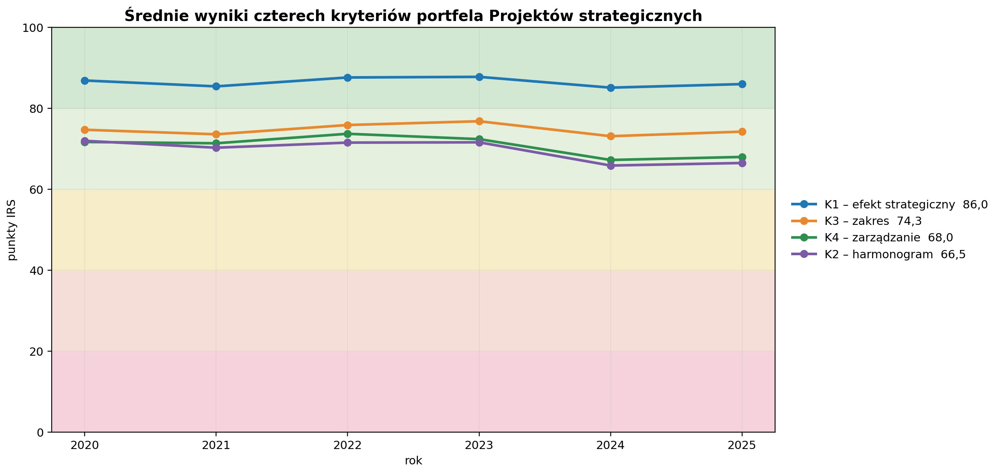 Średnie wyniki czterech kryteriów portfela Projektów strategicznych
100
80
60
40
20
0
punkty IRS
2020 2021 2022 2023 2024 2025
rok
K1 – efekt strategiczny 86,0
K3 – zakres 74,3
K4 – zarządzanie 68,0
K2 – harmonogram 66,5